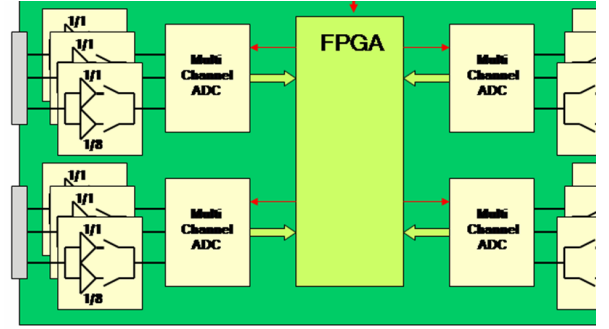 1/1
1/1
1/1
1/8
Multi
Channel
ADC
FPGA
Multi
Channel
ADC
1/1
1/1
1/1
1/8
Multi
Channel
ADC
Multi
Channel
ADC